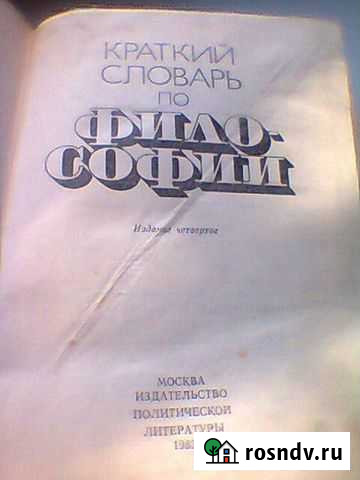 КРАТКИЙ
СЛОВАРЬ
ПО
ФИЛО-
СОФИИ
Издание четвертое
МОСКВА
ИЗДАТЕЛЬСТВО
ПОЛИТИЧЕСКОЙ
ЛИТЕРАТУРЫ
rosndv.ru